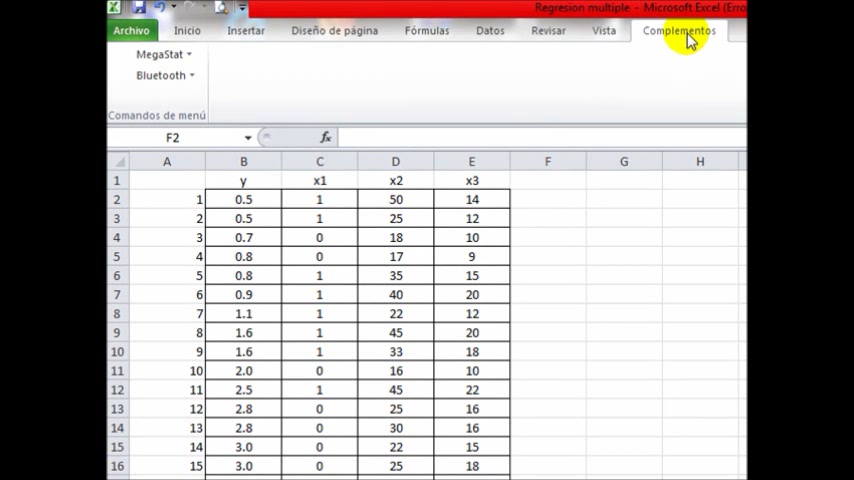 Regresion multiple - Microsoft Excel (Erro
Archivo Inicio Insertar Diseño de página Fórmulas Datos Revisar Vista Complementos
MegaStat
Bluetooth
Comandos de menú
F2 fx
A B C D E F G H
1 y x1 x2 x3
2 1 0.5 1 50 14
3 2 0.5 1 25 12
4 3 0.7 0 18 10
5 4 0.8 0 17 9
6 5 0.8 1 35 15
7 6 0.9 1 40 20
8 7 1.1 1 22 12
9 8 1.6 1 45 20
10 9 1.6 1 33 18
11 10 2.0 0 16 10
12 11 2.5 1 45 22
13 12 2.8 0 25 16
14 13 2.8 0 30 16
15 14 3.0 0 22 15
16 15 3.0 0 25 18